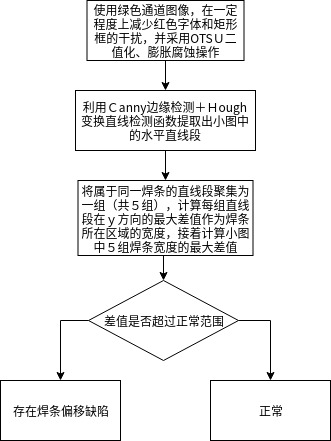 使用绿色通道图像，在一定
程度上减少红色字体和矩形
框的干扰，并采用OTSU二
值化、膨胀腐蚀操作
利用Canny边缘检测＋Hough
变换直线检测函数提取出小图中
的水平直线段
将属于同一焊条的直线段聚集为
一组（共５组），计算每组直线
段在ｙ方向的最大差值作为焊条
所在区域的宽度，接着计算小图
中５组焊条宽度的最大差值
差值是否超过正常范围
存在焊条偏移缺陷
正常